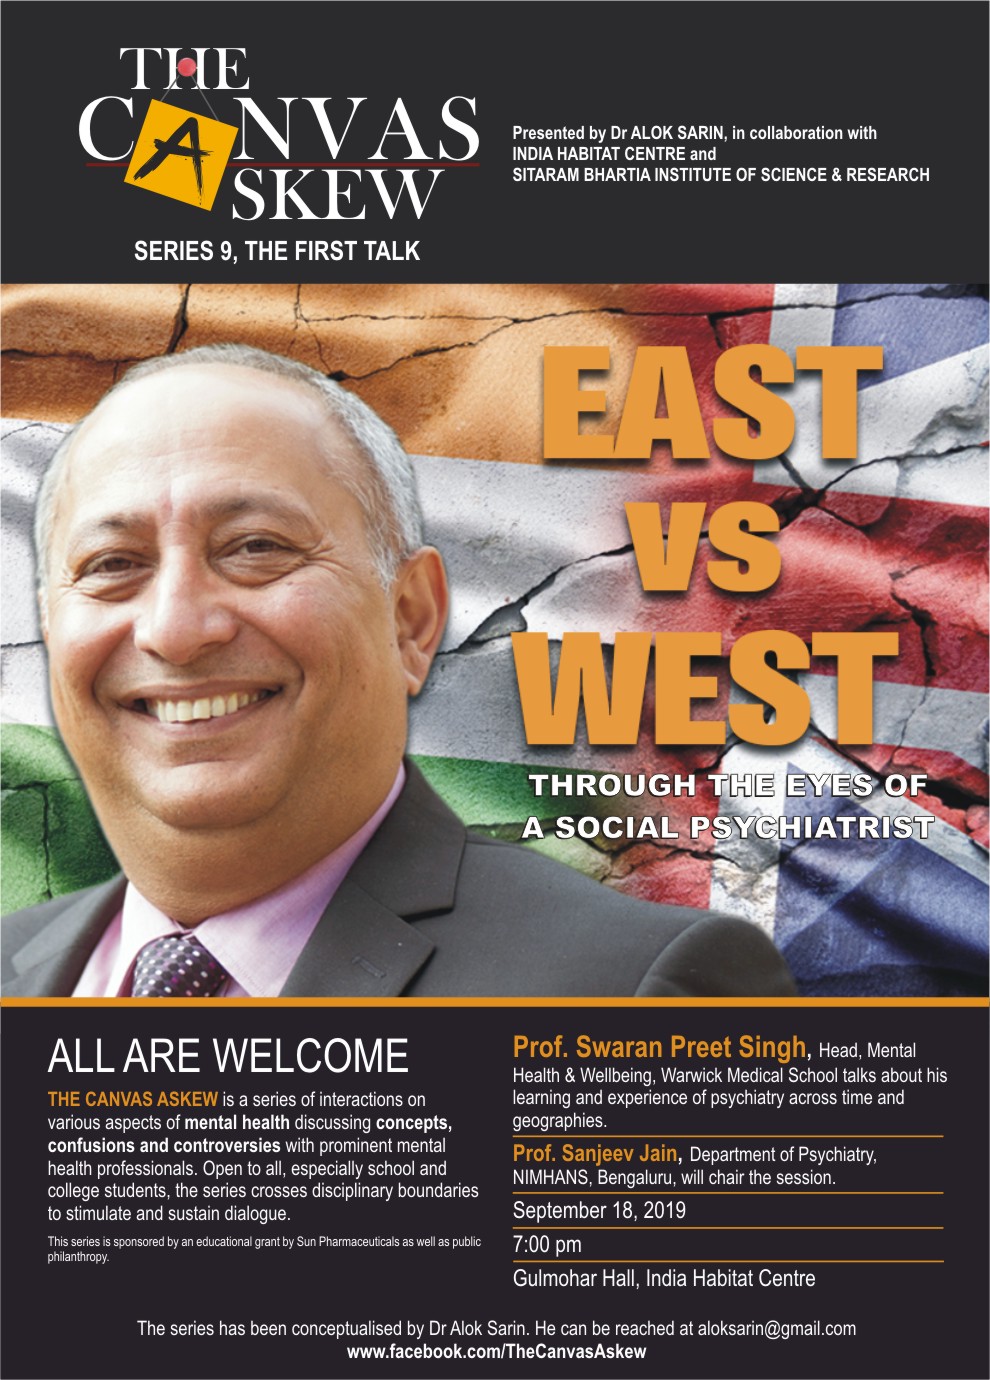 THE
CANVAS
ASKEW
SERIES 9, THE FIRST TALK
Presented by Dr ALOK SARIN, in collaboration with
INDIA HABITAT CENTRE and
SITARAM BHARTIA INSTITUTE OF SCIENCE & RESEARCH
EAST
VS
WEST
THROUGH THE EYES OF
A SOCIAL PSYCHIATRIST
ALL ARE WELCOME
THE CANVAS ASKEW is a series of interactions on
various aspects of mental health discussing concepts,
confusions and controversies with prominent mental
health professionals. Open to all, especially school and
college students, the series crosses disciplinary boundaries
to stimulate and sustain dialogue.
This series is sponsored by an educational grant by Sun Pharmaceuticals as well as public
philanthropy.
Prof. Swaran Preet Singh, Head, Mental
Health & Wellbeing, Warwick Medical School talks about his
learning and experience of psychiatry across time and
geographies.
Prof. Sanjeev Jain, Department of Psychiatry,
NIMHANS, Bengaluru, will chair the session.
September 18, 2019
7:00 pm
Gulmohar Hall, India Habitat Centre
The series has been conceptualised by Dr Alok Sarin. He can be reached at aloksarin@gmail.com
www.facebook.com/TheCanvasAskew